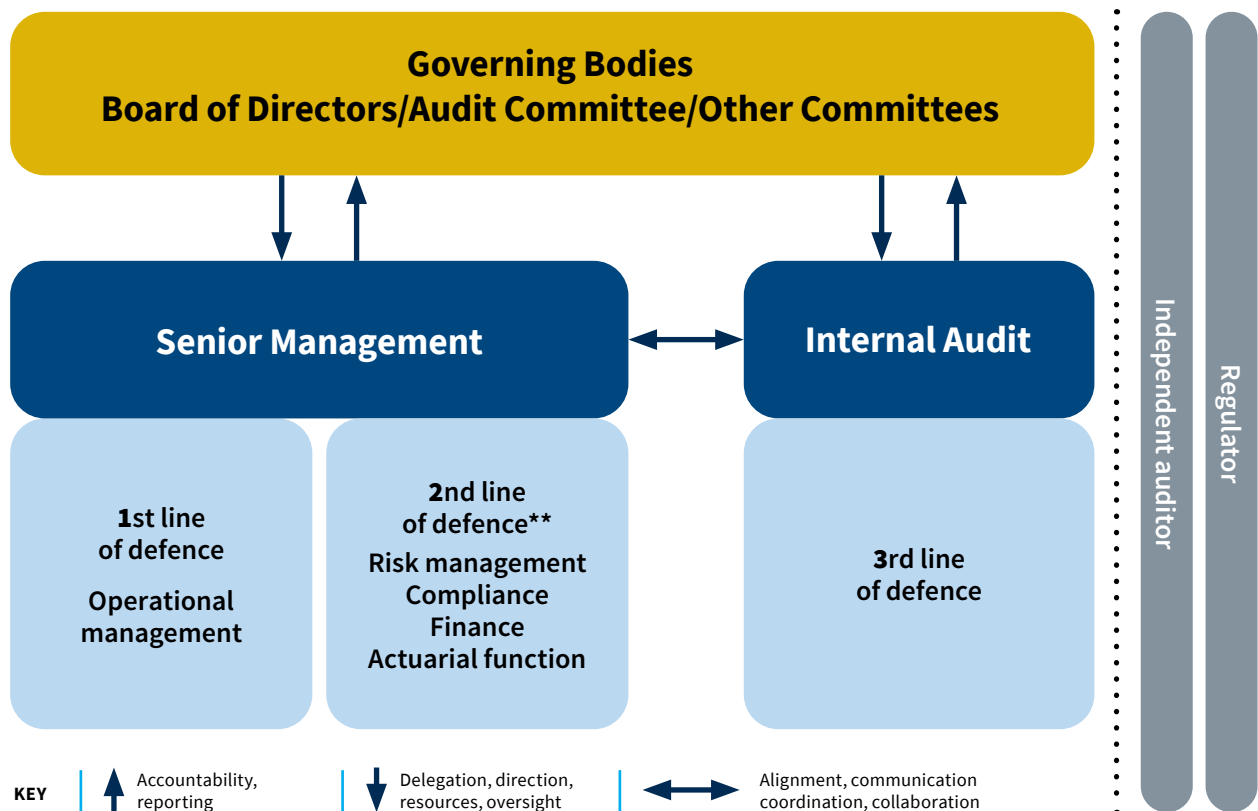 Governing Bodies
Board of Directors/Audit Committee/Other Committees
Senior Management
Internal Audit
1st line
of defence
Operational
management
2nd line
of defence**
Risk management
Compliance
Finance
Actuarial function
3rd line
of defence
Independent auditor
Regulator
KEY
Accountability,
reporting
Delegation, direction,
resources, oversight
Alignment, communication
coordination, collaboration